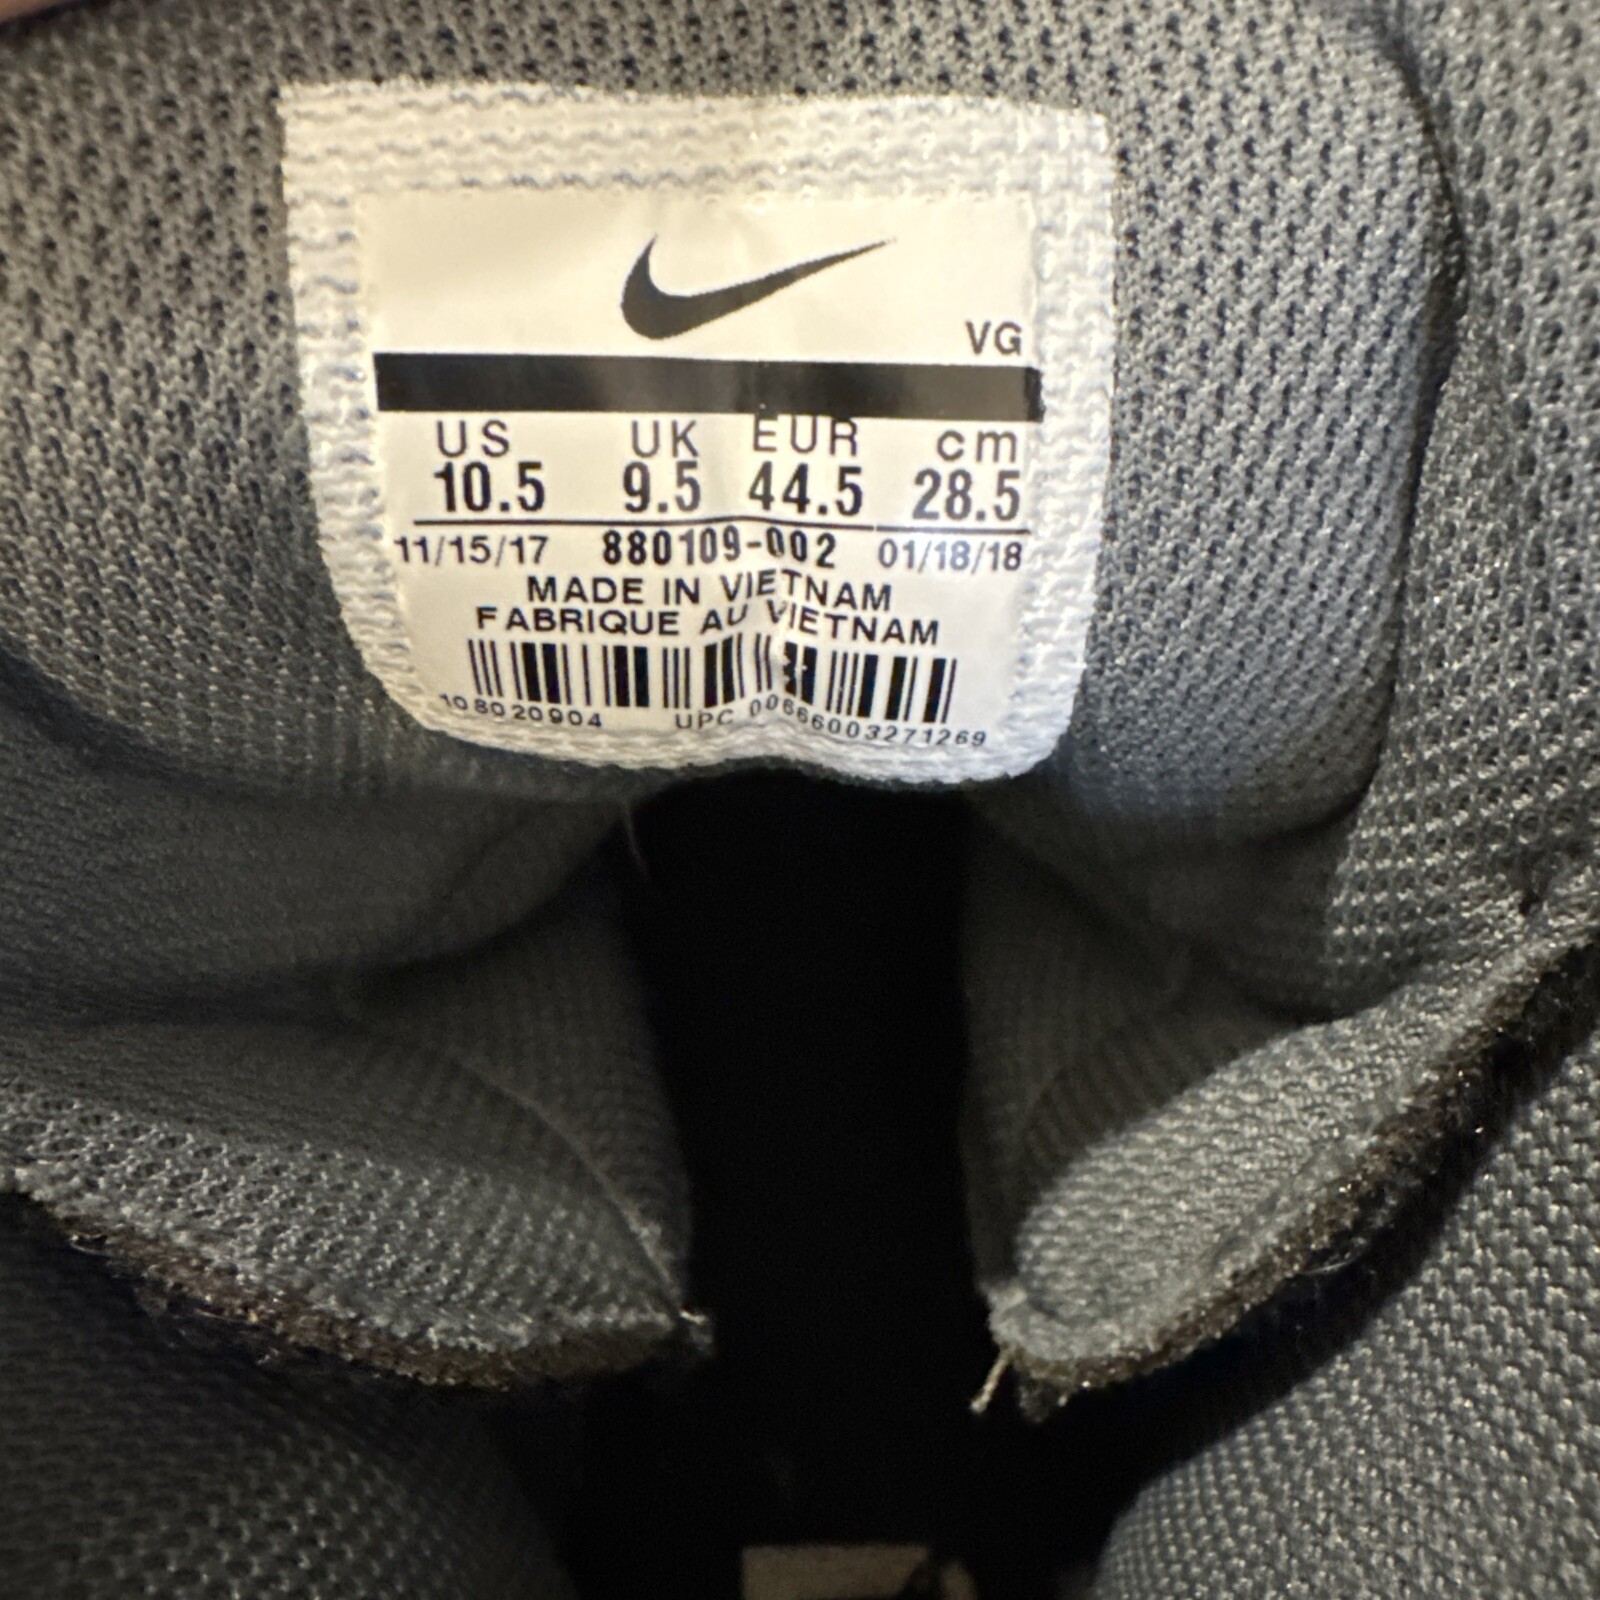 VG
US UK EUR cm
10.5 9.5 44.5 28.5
11/15/17 880109-002 01/18/18
MADE IN VIETNAM
FABRIQUE AU VIETNAM
108020904 UPC 00666003271269